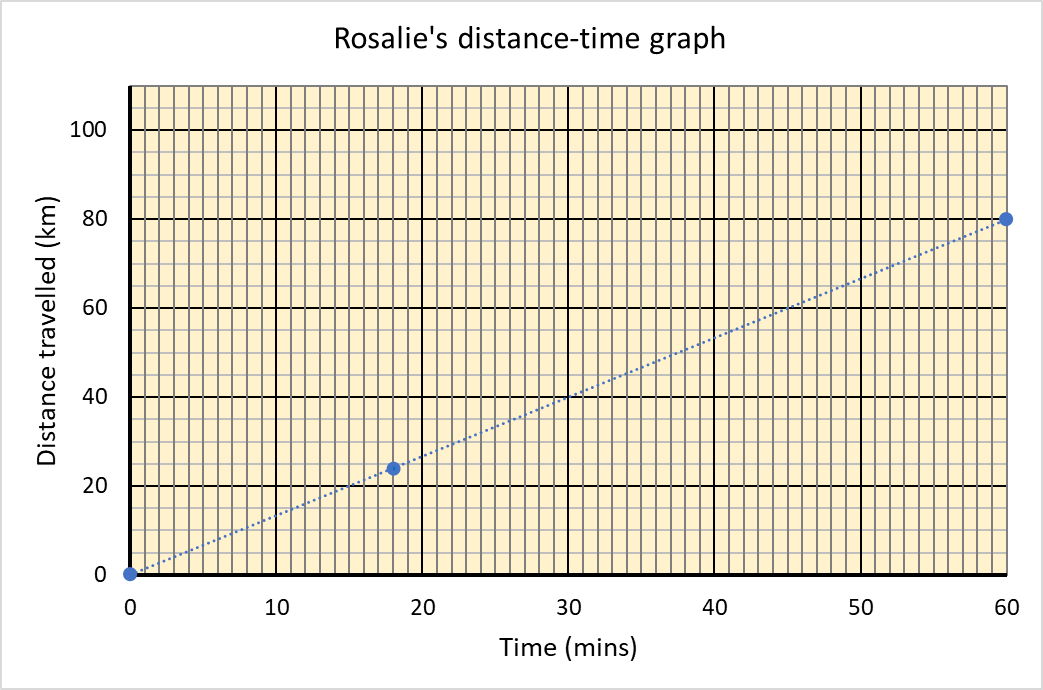 Rosalie's distance-time graph
Distance travelled (km)
100
80
60
40
20
0
0 10 20 30 40 50 60
Time (mins)